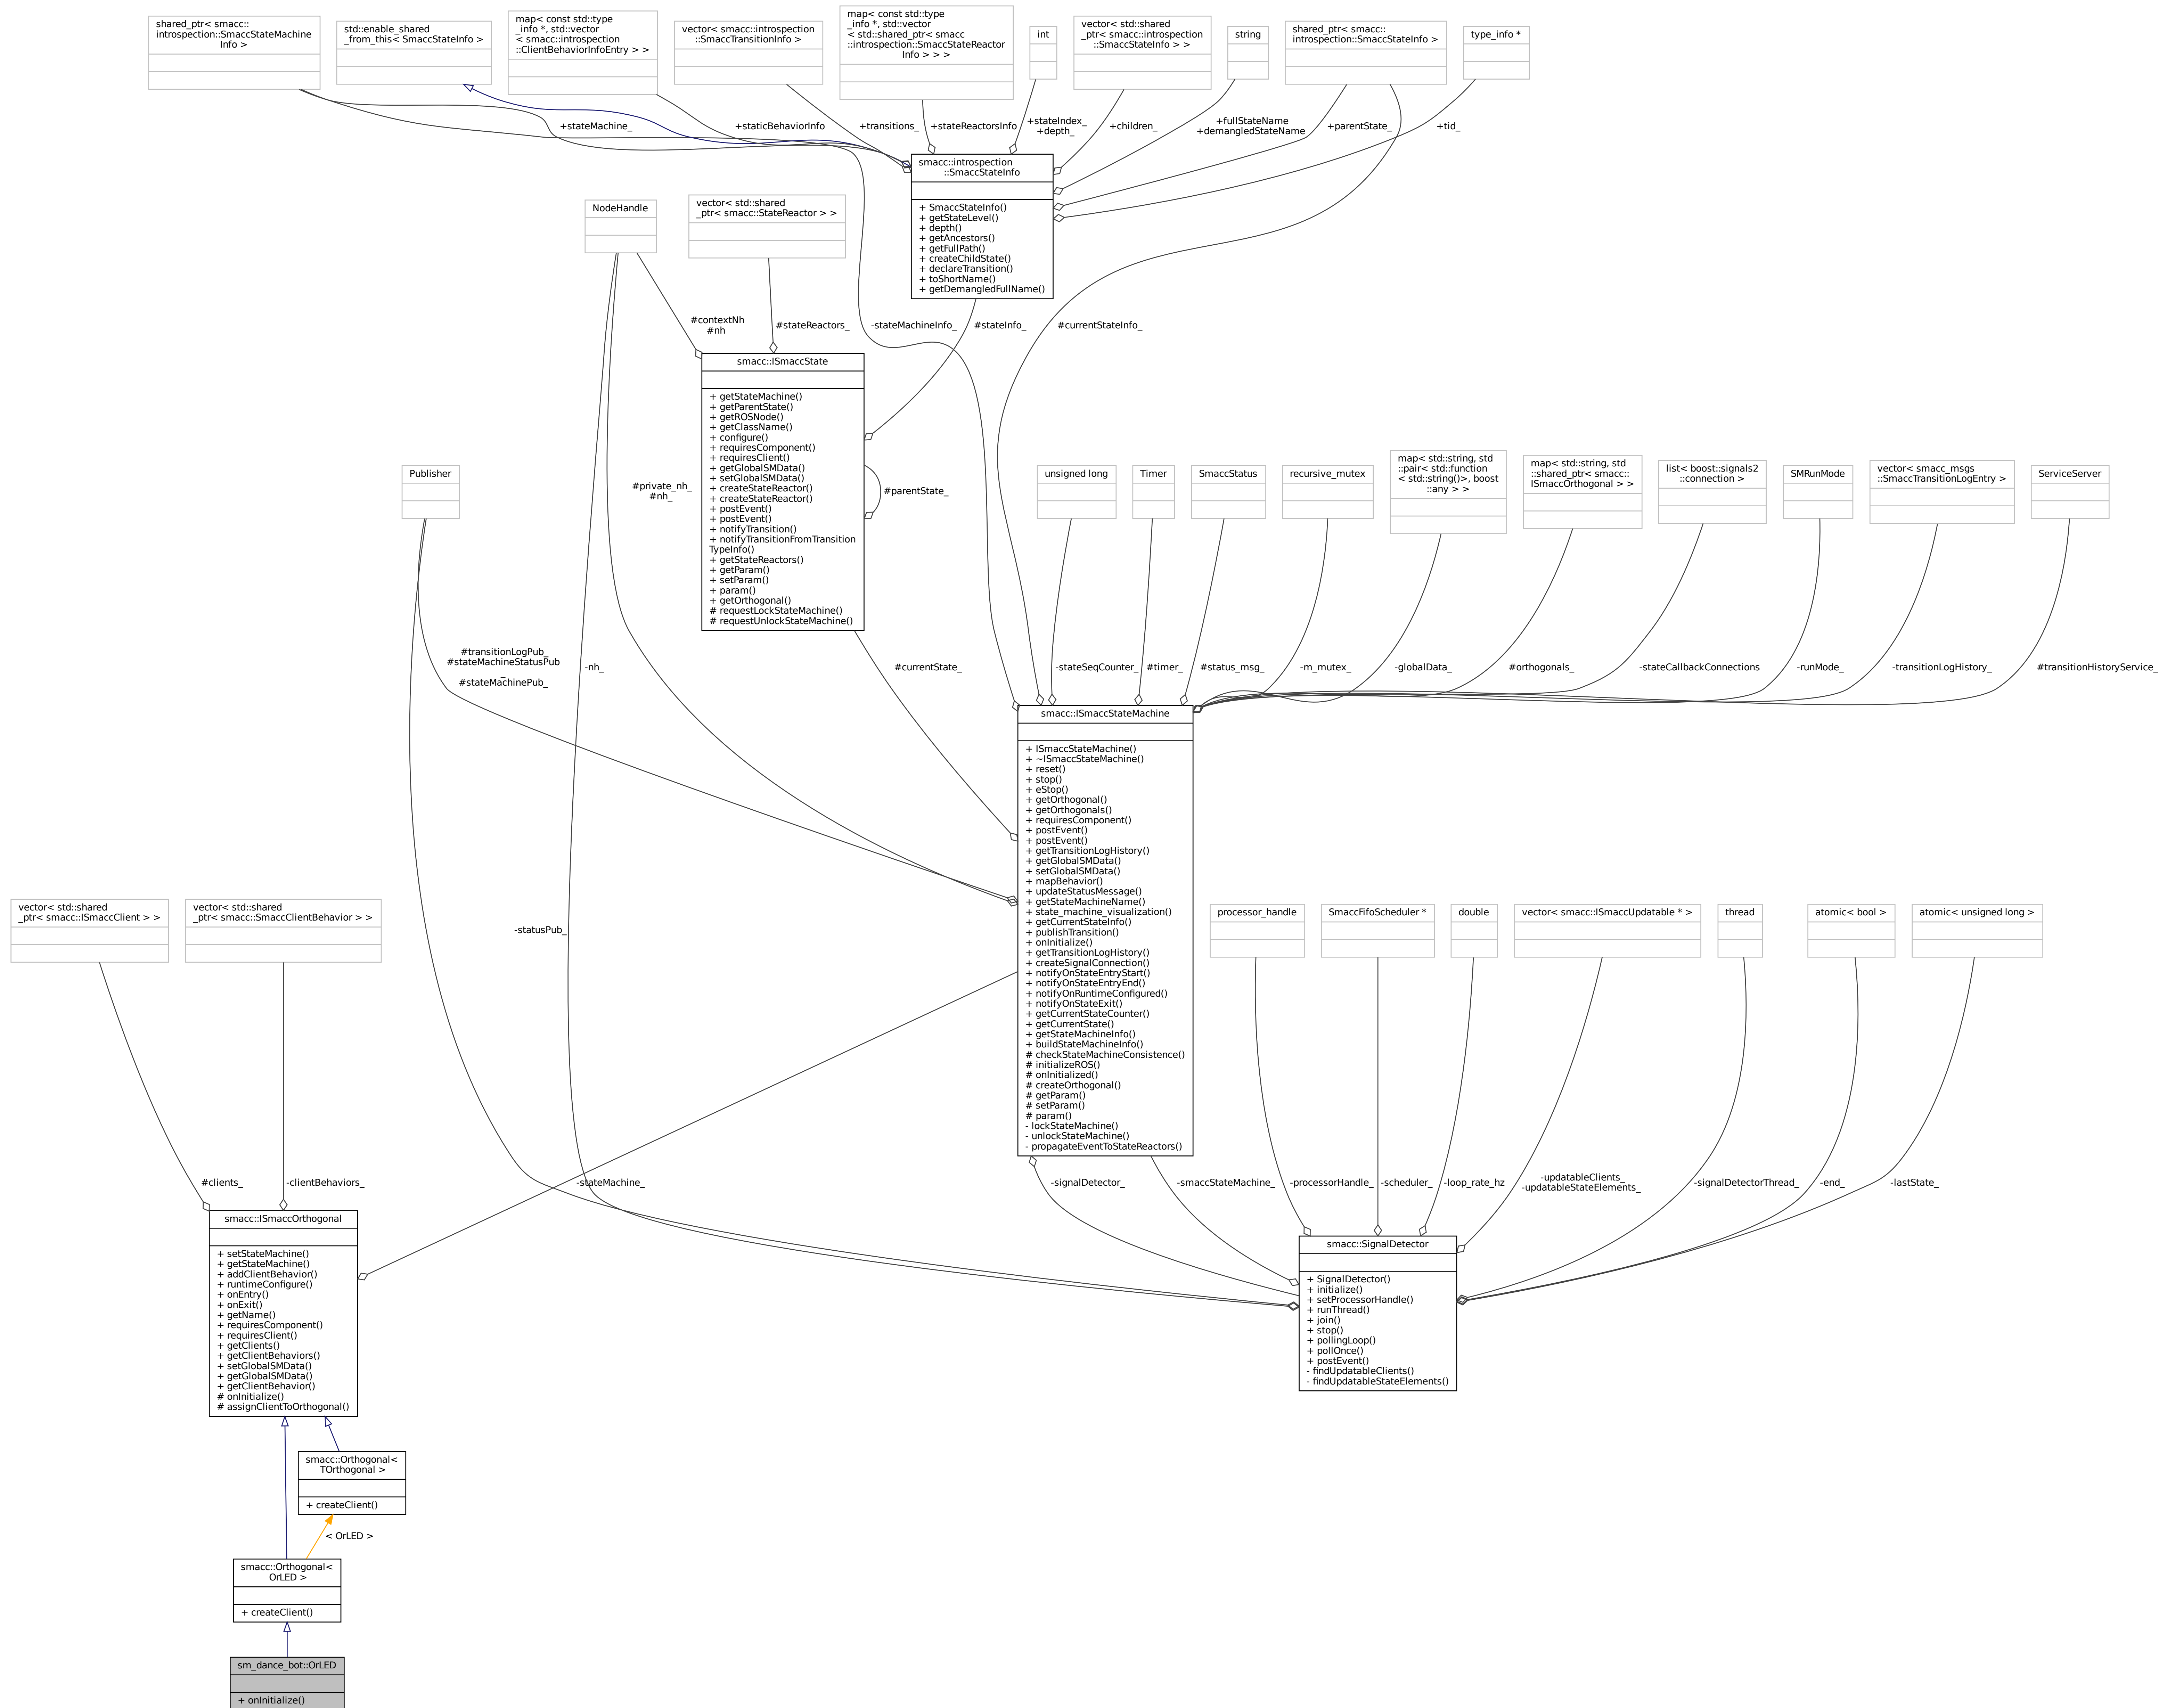 shared_ptr< smacc::
introspection::SmaccStateMachine
Info >
std::enable_shared
_from_this< SmaccStateInfo >
map< const std::type
_info *, std::vector
< smacc::introspection
::ClientBehaviorInfoEntry > >
vector< smacc::introspection
::SmaccTransitionInfo >
map< const std::type
_info *, std::vector
< std::shared_ptr< smacc
::introspection::SmaccStateReactor
Info > > >
int
vector< std::shared
_ptr< smacc::introspection
::SmaccStateInfo > >
string
shared_ptr< smacc::
introspection::SmaccStateInfo >
type_info *
+stateMachine_
+staticBehaviorInfo
+transitions_
+stateReactorsInfo
+stateIndex_
+depth_
+children_
+fullStateName
+demangledStateName
+parentState_
+tid_
smacc::introspection
::SmaccStateInfo
+ SmaccStateInfo()
+ getStateLevel()
+ depth()
+ getAncestors()
+ getFullPath()
+ createChildState()
+ declareTransition()
+ toShortName()
+ getDemangledFullName()
NodeHandle
vector< std::shared
_ptr< smacc::StateReactor > >
#contextNh
#nh
#stateReactors_
-stateMachineInfo_
#stateInfo_
#currentStateInfo_
smacc::ISmaccState
+ getStateMachine()
+ getParentState()
+ getROSNode()
+ getClassName()
+ configure()
+ requiresComponent()
+ requiresClient()
+ getGlobalSMData()
+ setGlobalSMData()
+ createStateReactor()
+ createStateReactor()
+ postEvent()
+ postEvent()
+ notifyTransition()
+ notifyTransitionFromTransition
TypeInfo()
+ getStateReactors()
+ getParam()
+ setParam()
+ param()
+ getOrthogonal()
# requestLockStateMachine()
# requestUnlockStateMachine()
#parentState_
Publisher
#private_nh_
#nh_
unsigned long
Timer
SmaccStatus
recursive_mutex
map< std::string, std
::pair< std::function
< std::string()>, boost
::any > >
map< std::string, std
::shared_ptr< smacc::
ISmaccOrthogonal > >
list< boost::signals2
::connection >
SMRunMode
vector< smacc_msgs
::SmaccTransitionLogEntry >
ServiceServer
#transitionLogPub_
#stateMachineStatusPub
_
#stateMachinePub_
-nh_
#currentState_
-stateSeqCounter_
#timer_
#status_msg_
-m_mutex_
-globalData_
#orthogonals_
-stateCallbackConnections
-runMode_
-transitionLogHistory_
#transitionHistoryService_
smacc::ISmaccStateMachine
+ ISmaccStateMachine()
+ ~ISmaccStateMachine()
+ reset()
+ stop()
+ eStop()
+ getOrthogonal()
+ getOrthogonals()
+ requiresComponent()
+ postEvent()
+ postEvent()
+ getTransitionLogHistory()
+ getGlobalSMData()
+ setGlobalSMData()
+ mapBehavior()
+ updateStatusMessage()
+ getStateMachineName()
+ state_machine_visualization()
+ getCurrentStateInfo()
+ publishTransition()
+ onInitialize()
+ getTransitionLogHistory()
+ createSignalConnection()
+ notifyOnStateEntryStart()
+ notifyOnStateEntryEnd()
+ notifyOnRuntimeConfigured()
+ notifyOnStateExit()
+ getCurrentStateCounter()
+ getCurrentState()
+ getStateMachineInfo()
+ buildStateMachineInfo()
# checkStateMachineConsistence()
# initializeROS()
# onInitialized()
# createOrthogonal()
# getParam()
# setParam()
# param()
- lockStateMachine()
- unlockStateMachine()
- propagateEventToStateReactors()
vector< std::shared
_ptr< smacc::ISmaccClient > >
vector< std::shared
_ptr< smacc::SmaccClientBehavior > >
-statusPub_
processor_handle
SmaccFifoScheduler *
double
vector< smacc::ISmaccUpdatable * >
thread
atomic< bool >
atomic< unsigned long >
#clients_
-clientBehaviors_
-stateMachine_
-signalDetector_
-smaccStateMachine_
-processorHandle_
-scheduler_
-loop_rate_hz
-updatableClients_
-updatableStateElements_
-signalDetectorThread_
-end_
-lastState_
smacc::ISmaccOrthogonal
+ setStateMachine()
+ getStateMachine()
+ addClientBehavior()
+ runtimeConfigure()
+ onEntry()
+ onExit()
+ getName()
+ requiresComponent()
+ requiresClient()
+ getClients()
+ getClientBehaviors()
+ setGlobalSMData()
+ getGlobalSMData()
+ getClientBehavior()
# onInitialize()
# assignClientToOrthogonal()
smacc::SignalDetector
+ SignalDetector()
+ initialize()
+ setProcessorHandle()
+ runThread()
+ join()
+ stop()
+ pollingLoop()
+ pollOnce()
+ postEvent()
- findUpdatableClients()
- findUpdatableStateElements()
smacc::Orthogonal<
TOrthogonal >
+ createClient()
< OrLED >
smacc::Orthogonal<
OrLED >
+ createClient()
sm_dance_bot::OrLED
+ onInitialize()